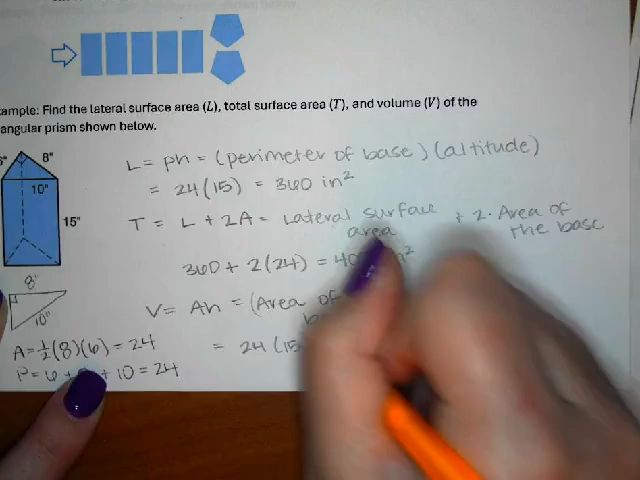 ample: Find the lateral surface area (L), total surface area (T), and volume (V) of the
angular prism shown below.
6" 8"
10"
15"
L = ph = (perimeter of base)(altitude)
= 24(15) = 360 in²
T = L + 2A = Lateral surface area + 2 · Area of the base
360 + 2(24) = 40 in²
V = Ah = (Area of
= 24(15
8"
10"
A = ½(8)(6) = 24
P = 6 + + 10 = 24